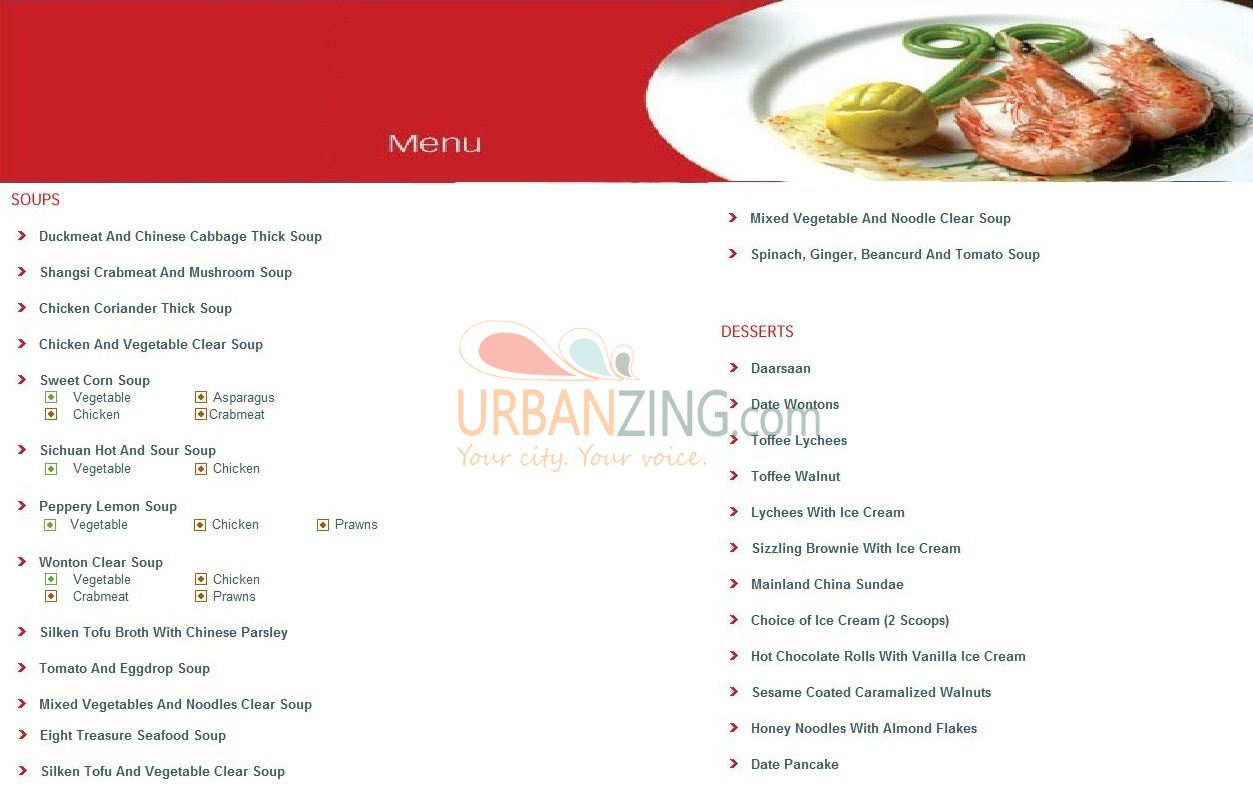 Menu
SOUPS
Duckmeat And Chinese Cabbage Thick Soup
Shangsi Crabmeat And Mushroom Soup
Chicken Coriander Thick Soup
Chicken And Vegetable Clear Soup
Sweet Corn Soup
Vegetable Asparagus
Chicken Crabmeat
Sichuan Hot And Sour Soup
Vegetable Chicken
Peppery Lemon Soup
Vegetable Chicken Prawns
Wonton Clear Soup
Vegetable Chicken
Crabmeat Prawns
Silken Tofu Broth With Chinese Parsley
Tomato And Eggdrop Soup
Mixed Vegetables And Noodles Clear Soup
Eight Treasure Seafood Soup
Silken Tofu And Vegetable Clear Soup
Mixed Vegetable And Noodle Clear Soup
Spinach, Ginger, Beancurd And Tomato Soup
DESSERTS
Daarsaan
Date Wontons
Toffee Lychees
Toffee Walnut
Lychees With Ice Cream
Sizzling Brownie With Ice Cream
Mainland China Sundae
Choice of Ice Cream (2 Scoops)
Hot Chocolate Rolls With Vanilla Ice Cream
Sesame Coated Caramalized Walnuts
Honey Noodles With Almond Flakes
Date Pancake
URBANZING.com
Your city. Your voice.